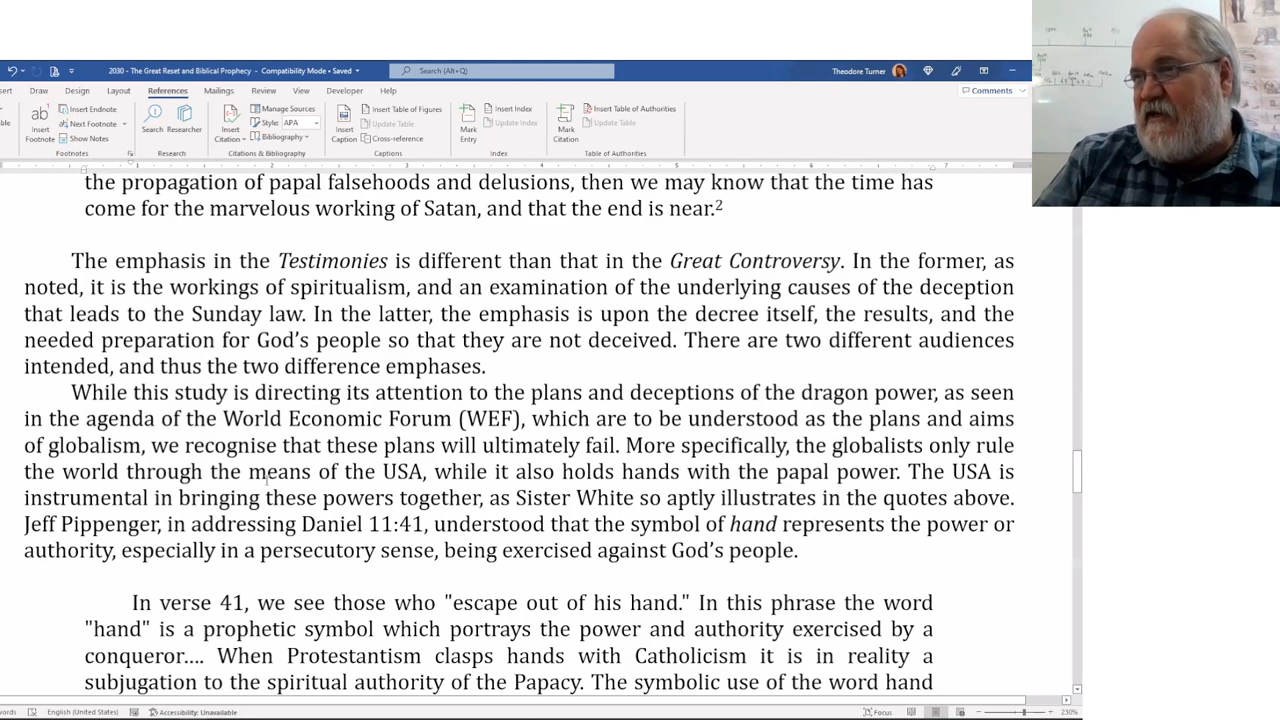 2030 - The Great Reset and Biblical Prophecy - Compatibility Mode • Saved
Search (Alt+Q)
Theodore Turner
Draw Design Layout References Mailings Review View Developer Help
Comments
Insert Footnote
Insert Endnote
Next Footnote
Show Notes
Footnotes
Search
Researcher
Research
Insert Citation
Manage Sources
Style: APA
Bibliography
Citations & Bibliography
Insert Caption
Insert Table of Figures
Update Table
Cross-reference
Captions
Mark Entry
Insert Index
Update Index
Index
Mark Citation
Insert Table of Authorities
Update Table
Table of Authorities
the propagation of papal falsehoods and delusions, then we may know that the time has
come for the marvelous working of Satan, and that the end is near.2
The emphasis in the Testimonies is different than that in the Great Controversy. In the former, as
noted, it is the workings of spiritualism, and an examination of the underlying causes of the deception
that leads to the Sunday law. In the latter, the emphasis is upon the decree itself, the results, and the
needed preparation for God's people so that they are not deceived. There are two different audiences
intended, and thus the two difference emphases.
While this study is directing its attention to the plans and deceptions of the dragon power, as seen
in the agenda of the World Economic Forum (WEF), which are to be understood as the plans and aims
of globalism, we recognise that these plans will ultimately fail. More specifically, the globalists only rule
the world through the means of the USA, while it also holds hands with the papal power. The USA is
instrumental in bringing these powers together, as Sister White so aptly illustrates in the quotes above.
Jeff Pippenger, in addressing Daniel 11:41, understood that the symbol of hand represents the power or
authority, especially in a persecutory sense, being exercised against God's people.
In verse 41, we see those who "escape out of his hand." In this phrase the word
"hand" is a prophetic symbol which portrays the power and authority exercised by a
conqueror.... When Protestantism clasps hands with Catholicism it is in reality a
subjugation to the spiritual authority of the Papacy. The symbolic use of the word hand
English (United States)
Accessibility: Unavailable
Focus
230%